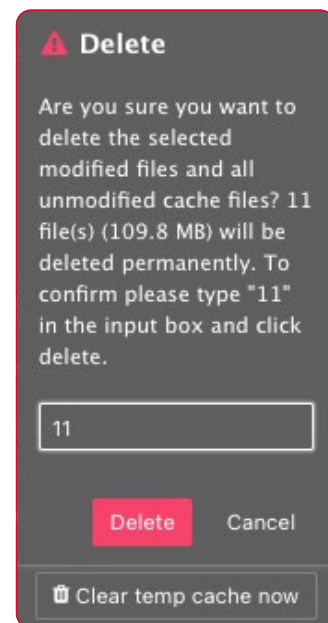 Delete
Are you sure you want to
delete the selected
modified files and all
unmodified cache files? 11
file(s) (109.8 MB) will be
deleted permanently. To
confirm please type "11"
in the input box and click
delete.
11
Delete Cancel
Clear temp cache now